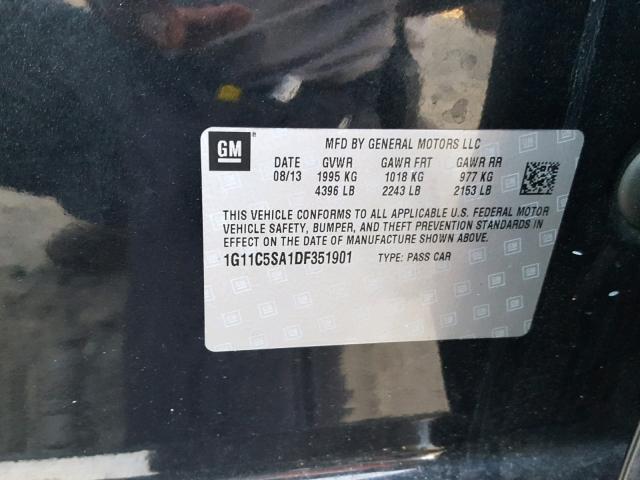 GM
MFD BY GENERAL MOTORS LLC
DATE GVWR GAWR FRT GAWR RR
08/13 1995 KG 1018 KG 977 KG
4396 LB 2243 LB 2153 LB
THIS VEHICLE CONFORMS TO ALL APPLICABLE U.S. FEDERAL MOTOR
VEHICLE SAFETY, BUMPER, AND THEFT PREVENTION STANDARDS IN
EFFECT ON THE DATE OF MANUFACTURE SHOWN ABOVE.
1G11C5SA1DF351901 TYPE: PASS CAR